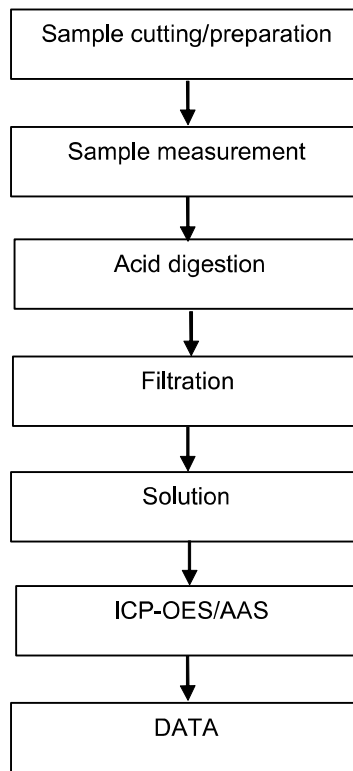 Sample cutting/preparation
Sample measurement
Acid digestion
Filtration
Solution
ICP-OES/AAS
DATA